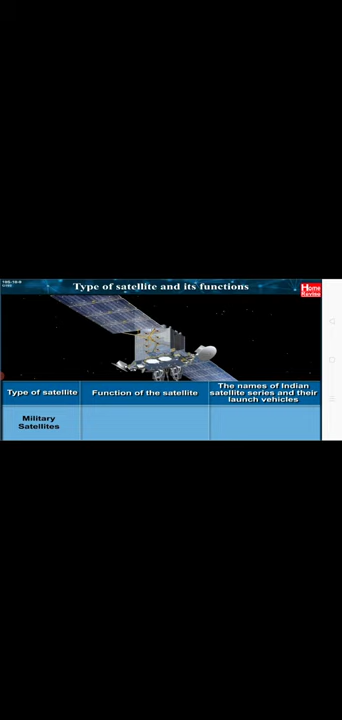 Type of satellite and its functions
Home
Revise
Type of satellite
Function of the satellite
The names of Indian
satellite series and their
launch vehicles
Military
Satellites